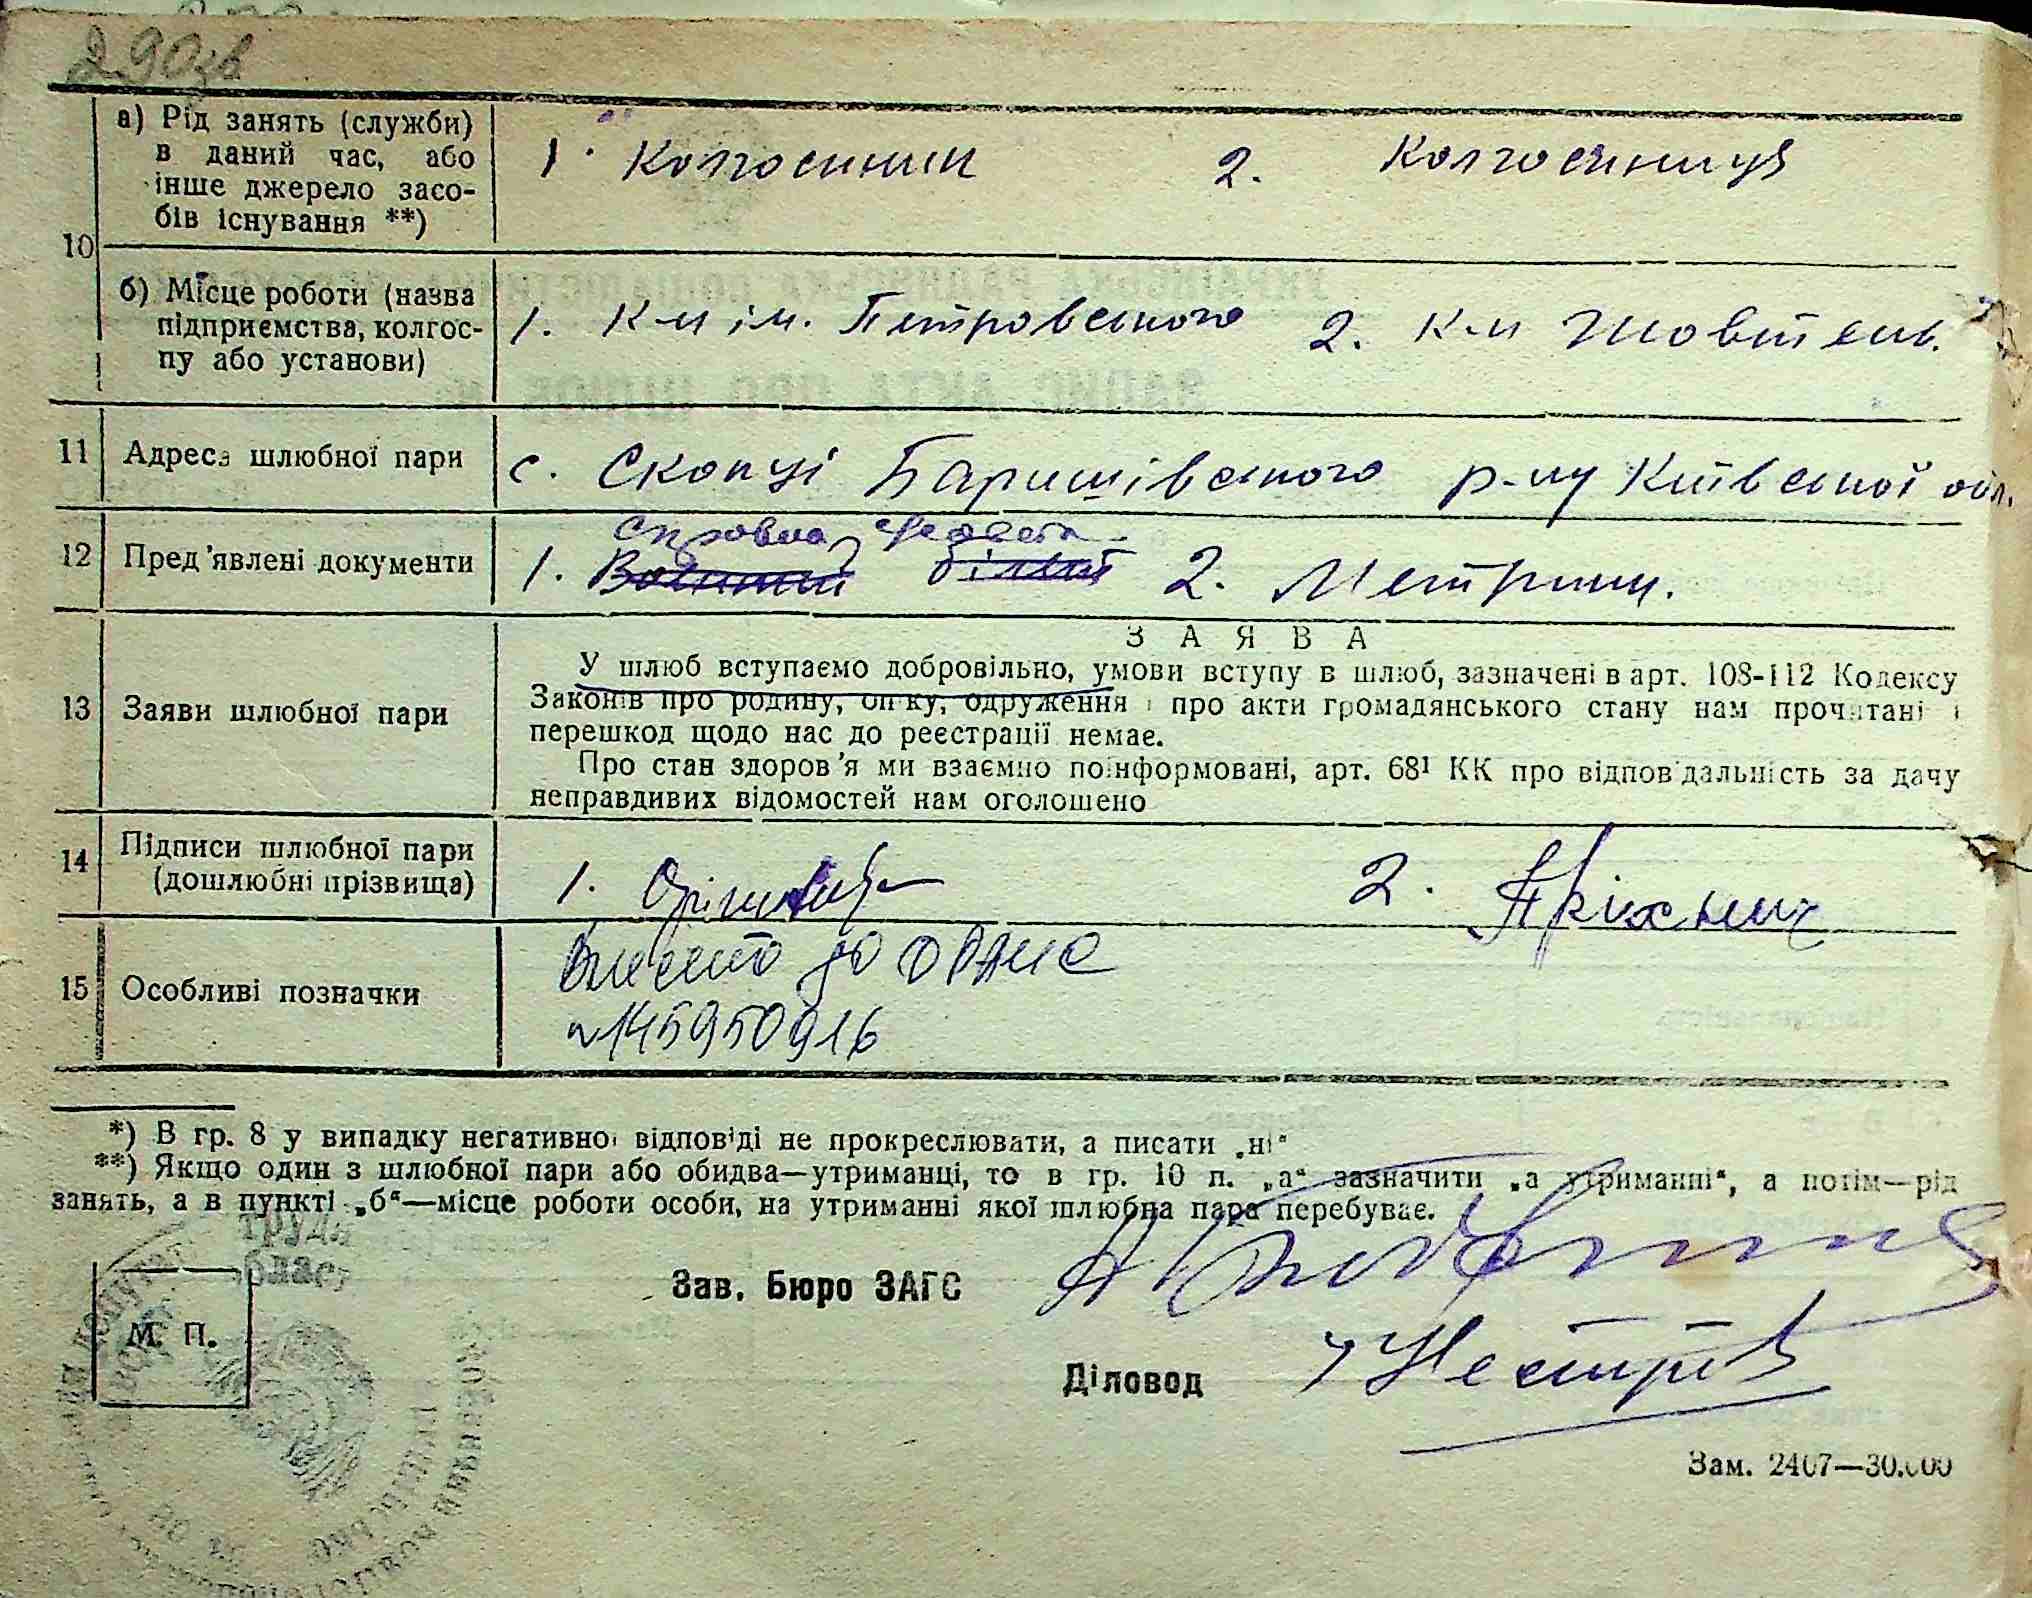 290зв
10
а) Рід занять (служби)
в даний час, або
інше джерело засо-
бів існування **)
1. Колгоспник 2. Колгоспниця
б) Місце роботи (назва
підприємства, колгос-
пу або установи)
1. К-п ім. Петровського 2. К-п Жовтень.
11 Адреса шлюбної пари
с. Скопці Баришівського р-ну Київської обл.
12 Пред'явлені документи
1. Військовий білет 2. Метрики.
13 Заяви шлюбної пари
ЗАЯВА
У шлюб вступаємо добровільно, умови вступу в шлюб, зазначені в арт. 108-112 Кодексу
Законів про родину, опіку, одруження і про акти громадянського стану нам прочитані і
перешкод щодо нас до реєстрації немає.
Про стан здоров'я ми взаємно поінформовані, арт. 68¹ КК про відповідальність за дачу
неправдивих відомостей нам оголошено
14 Підписи шлюбної пари
(дошлюбні прізвища)
1. 2.
15 Особливі позначки
Внесено до ДРАЦС
№145950916
*) В гр. 8 у випадку негативної відповіді не прокреслювати, а писати „ні“
**) Якщо один з шлюбної пари або обидва—утриманці, то в гр. 10 п. „а“ зазначити „а утриманні“, а потім—рід
занять, а в пункті „б“—місце роботи особи, на утриманні якої шлюбна пара перебуває.
Зав. Бюро ЗАГС
М. П.
Діловод
Зам. 2407—30.000